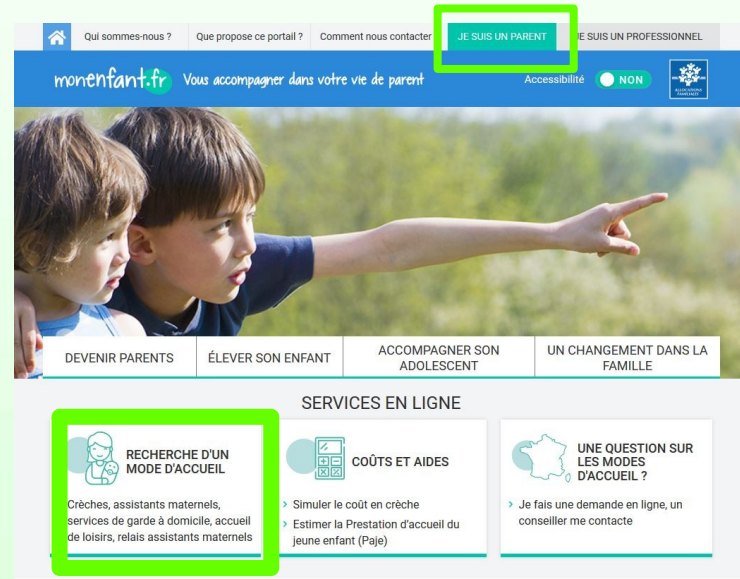 Qui sommes-nous ? Que propose ce portail ? Comment nous contacter JE SUIS UN PARENT JE SUIS UN PROFESSIONNEL
monenfant.fr Vous accompagner dans votre vie de parent Accessibilité NON
ALLOCATIONS
FAMILIALES
DEVENIR PARENTS ÉLEVER SON ENFANT ACCOMPAGNER SON ADOLESCENT UN CHANGEMENT DANS LA FAMILLE
SERVICES EN LIGNE
RECHERCHE D'UN
MODE D'ACCUEIL
Crèches, assistants maternels,
services de garde à domicile, accueil
de loisirs, relais assistants maternels
COÛTS ET AIDES
Simuler le coût en crèche
Estimer la Prestation d'accueil du
jeune enfant (Paje)
UNE QUESTION SUR
LES MODES
D'ACCUEIL ?
Je fais une demande en ligne, un
conseiller me contacte